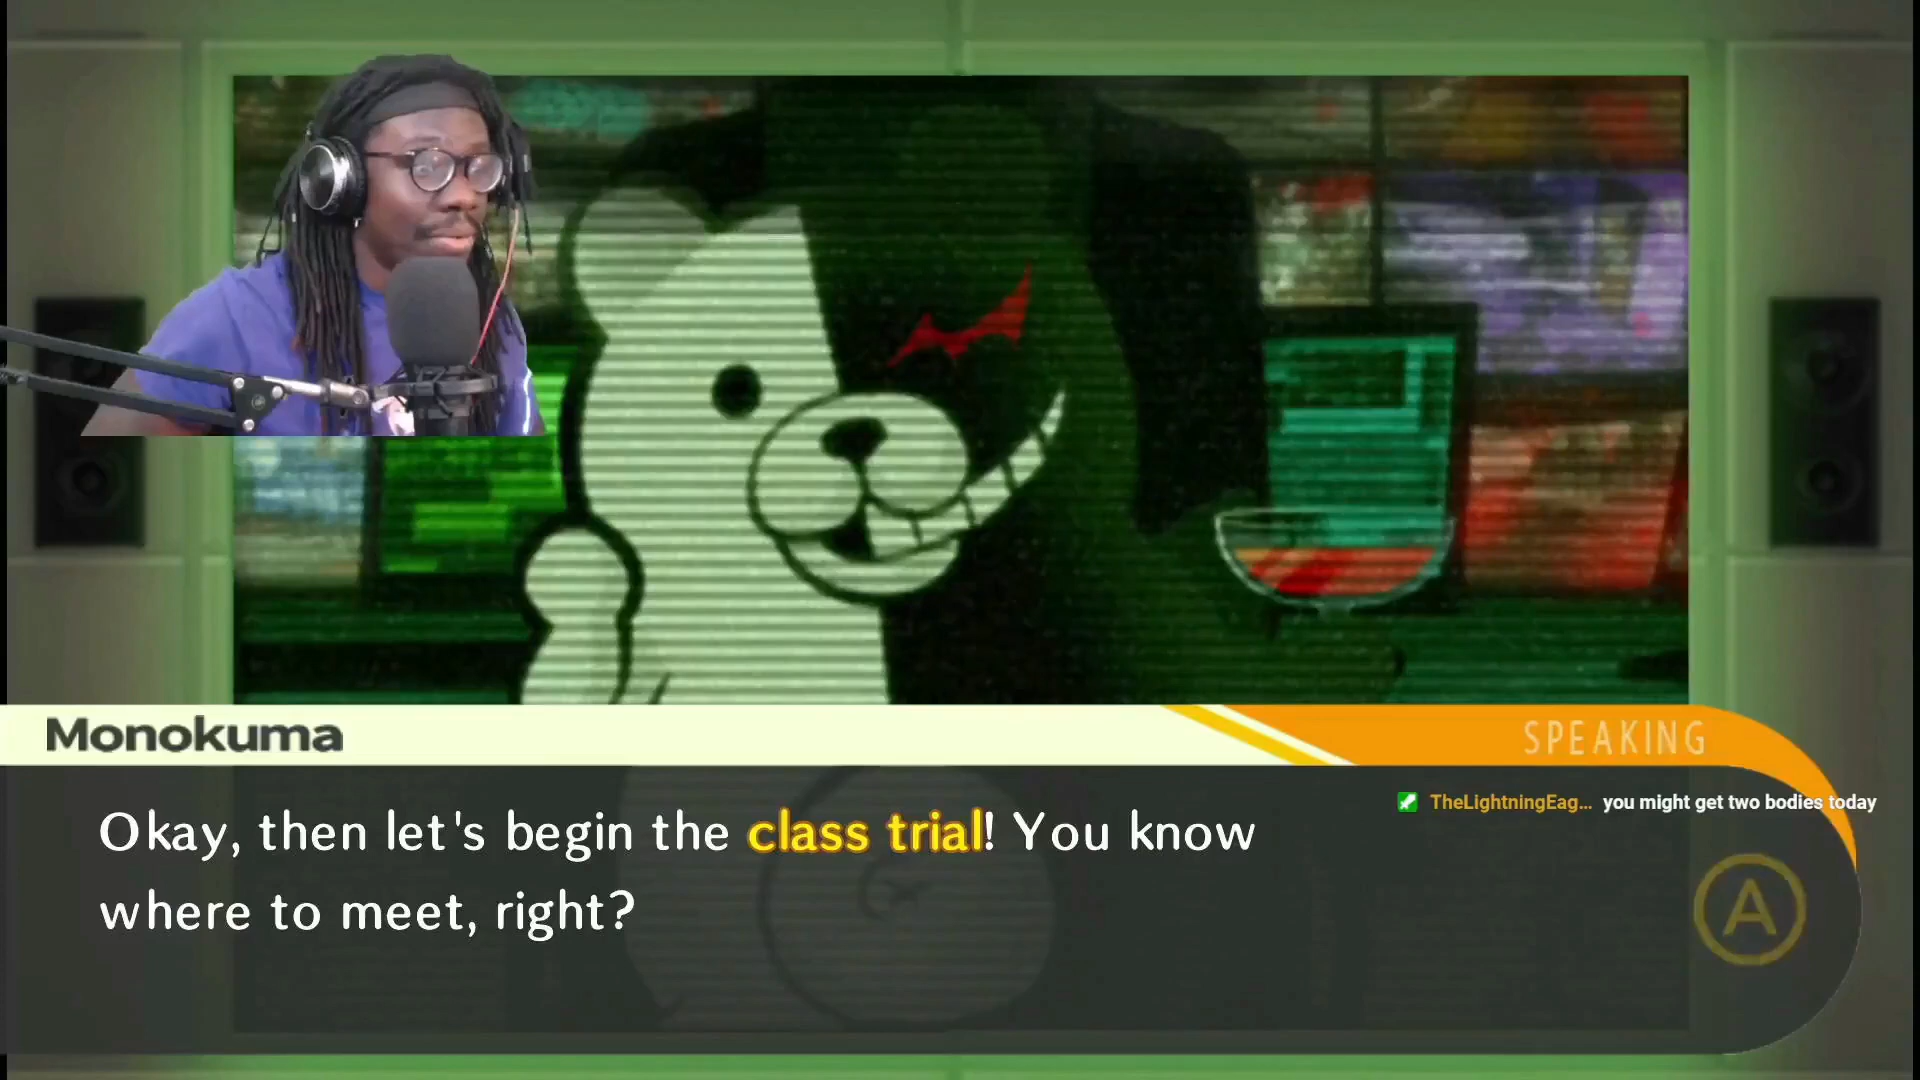 Monokuma
SPEAKING
TheLightningEag... you might get two bodies today
Okay, then let's begin the class trial! You know
where to meet, right?
A